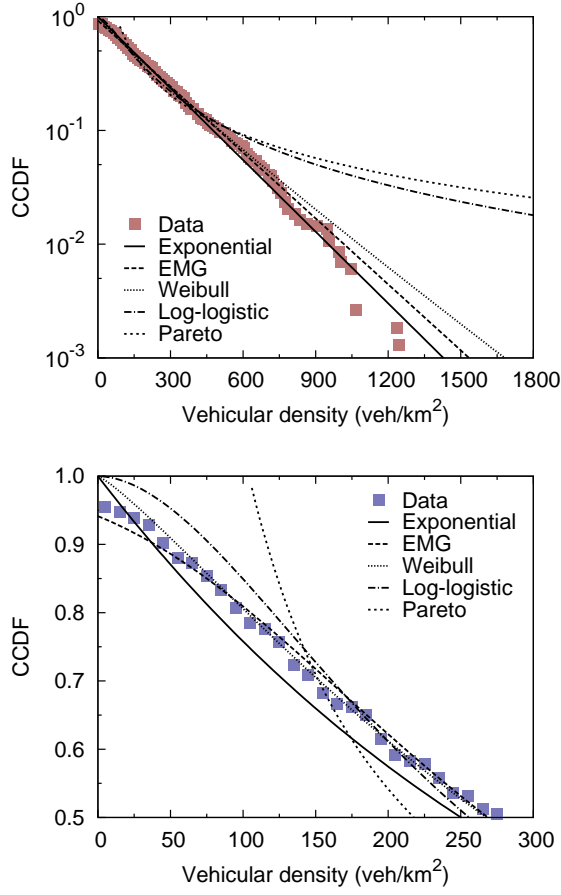 10^0
10^-1
10^-2
10^-3
CCDF
Data
Exponential
EMG
Weibull
Log-logistic
Pareto
0 300 600 900 1200 1500 1800
Vehicular density (veh/km^2)
1.0
0.9
0.8
0.7
0.6
0.5
CCDF
Data
Exponential
EMG
Weibull
Log-logistic
Pareto
0 50 100 150 200 250 300
Vehicular density (veh/km^2)